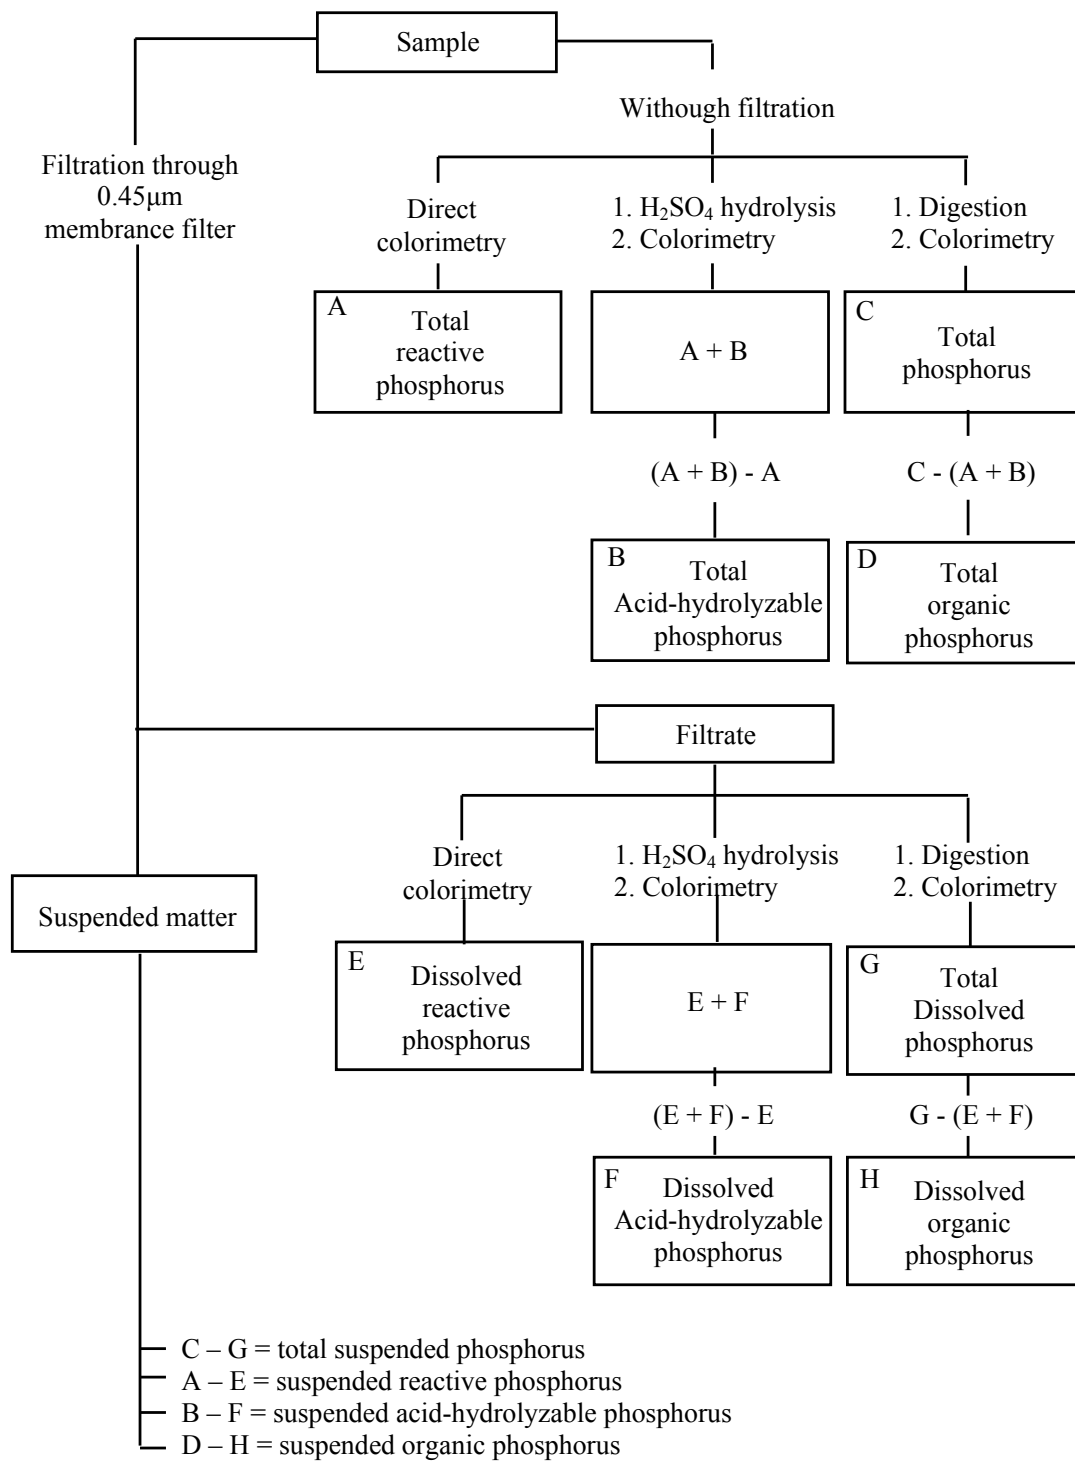 Sample
Withough filtration
Filtration through
0.45μm
membrance filter
Direct
colorimetry
1. H₂SO₄ hydrolysis
2. Colorimetry
1. Digestion
2. Colorimetry
A
Total
reactive
phosphorus
A + B
C
Total
phosphorus
(A + B) - A
C - (A + B)
B
Total
Acid-hydrolyzable
phosphorus
D
Total
organic
phosphorus
Filtrate
Direct
colorimetry
1. H₂SO₄ hydrolysis
2. Colorimetry
1. Digestion
2. Colorimetry
Suspended matter
E
Dissolved
reactive
phosphorus
E + F
G
Total
Dissolved
phosphorus
(E + F) - E
G - (E + F)
F
Dissolved
Acid-hydrolyzable
phosphorus
H
Dissolved
organic
phosphorus
C – G = total suspended phosphorus
A – E = suspended reactive phosphorus
B – F = suspended acid-hydrolyzable phosphorus
D – H = suspended organic phosphorus